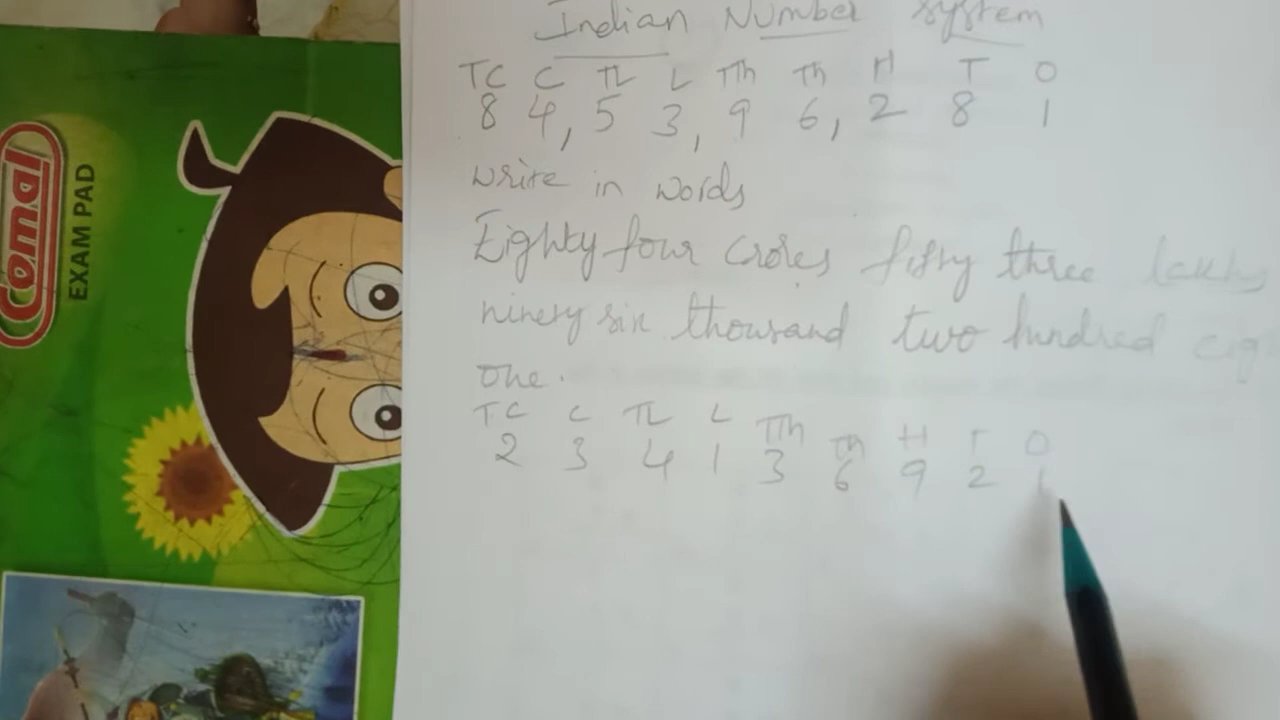 Indian Number System
TC C TL L TTh Th H T O
8 4, 5 3, 9 6, 2 8 1
write in words
Eighty four crores fifty three lakhs
ninety six thousand two hundred eig
one.
TC C TL L TTh Th H T O
2 3 4 1 3 6 9 2 1
Camal
EXAM PAD